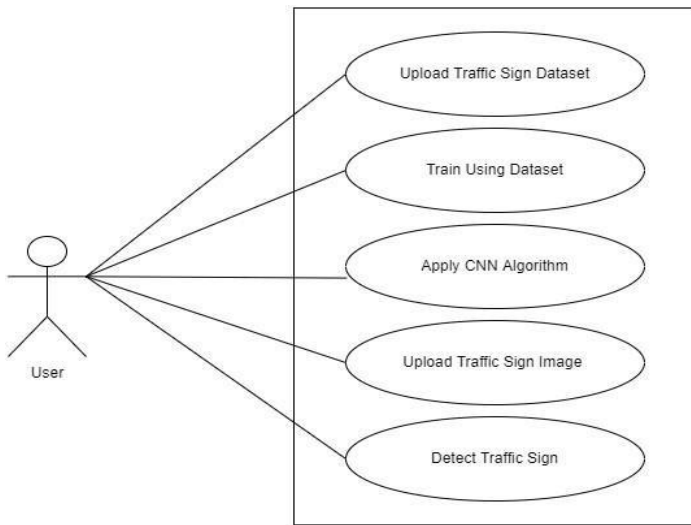 Upload Traffic Sign Dataset
Train Using Dataset
Apply CNN Algorithm
Upload Traffic Sign Image
User
Detect Traffic Sign